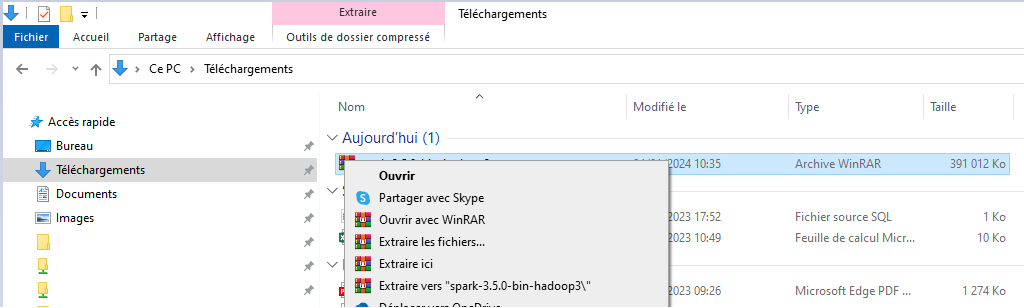 Extraire
Téléchargements
Fichier
Accueil
Partage
Affichage
Outils de dossier compressé
Ce PC
Téléchargements
Nom
Modifié le
Type
Taille
Accès rapide
Bureau
Téléchargements
Documents
Images
Aujourd'hui (1)
2024 10:35
Archive WinRAR
391 012 Ko
2023 17:52
Fichier source SQL
1 Ko
2023 10:49
Feuille de calcul Micr...
10 Ko
2023 09:26
Microsoft Edge PDF ...
1 274 Ko
Ouvrir
Partager avec Skype
Ouvrir avec WinRAR
Extraire les fichiers...
Extraire ici
Extraire vers "spark-3.5.0-bin-hadoop3\"
Déplacer vers OneDrive